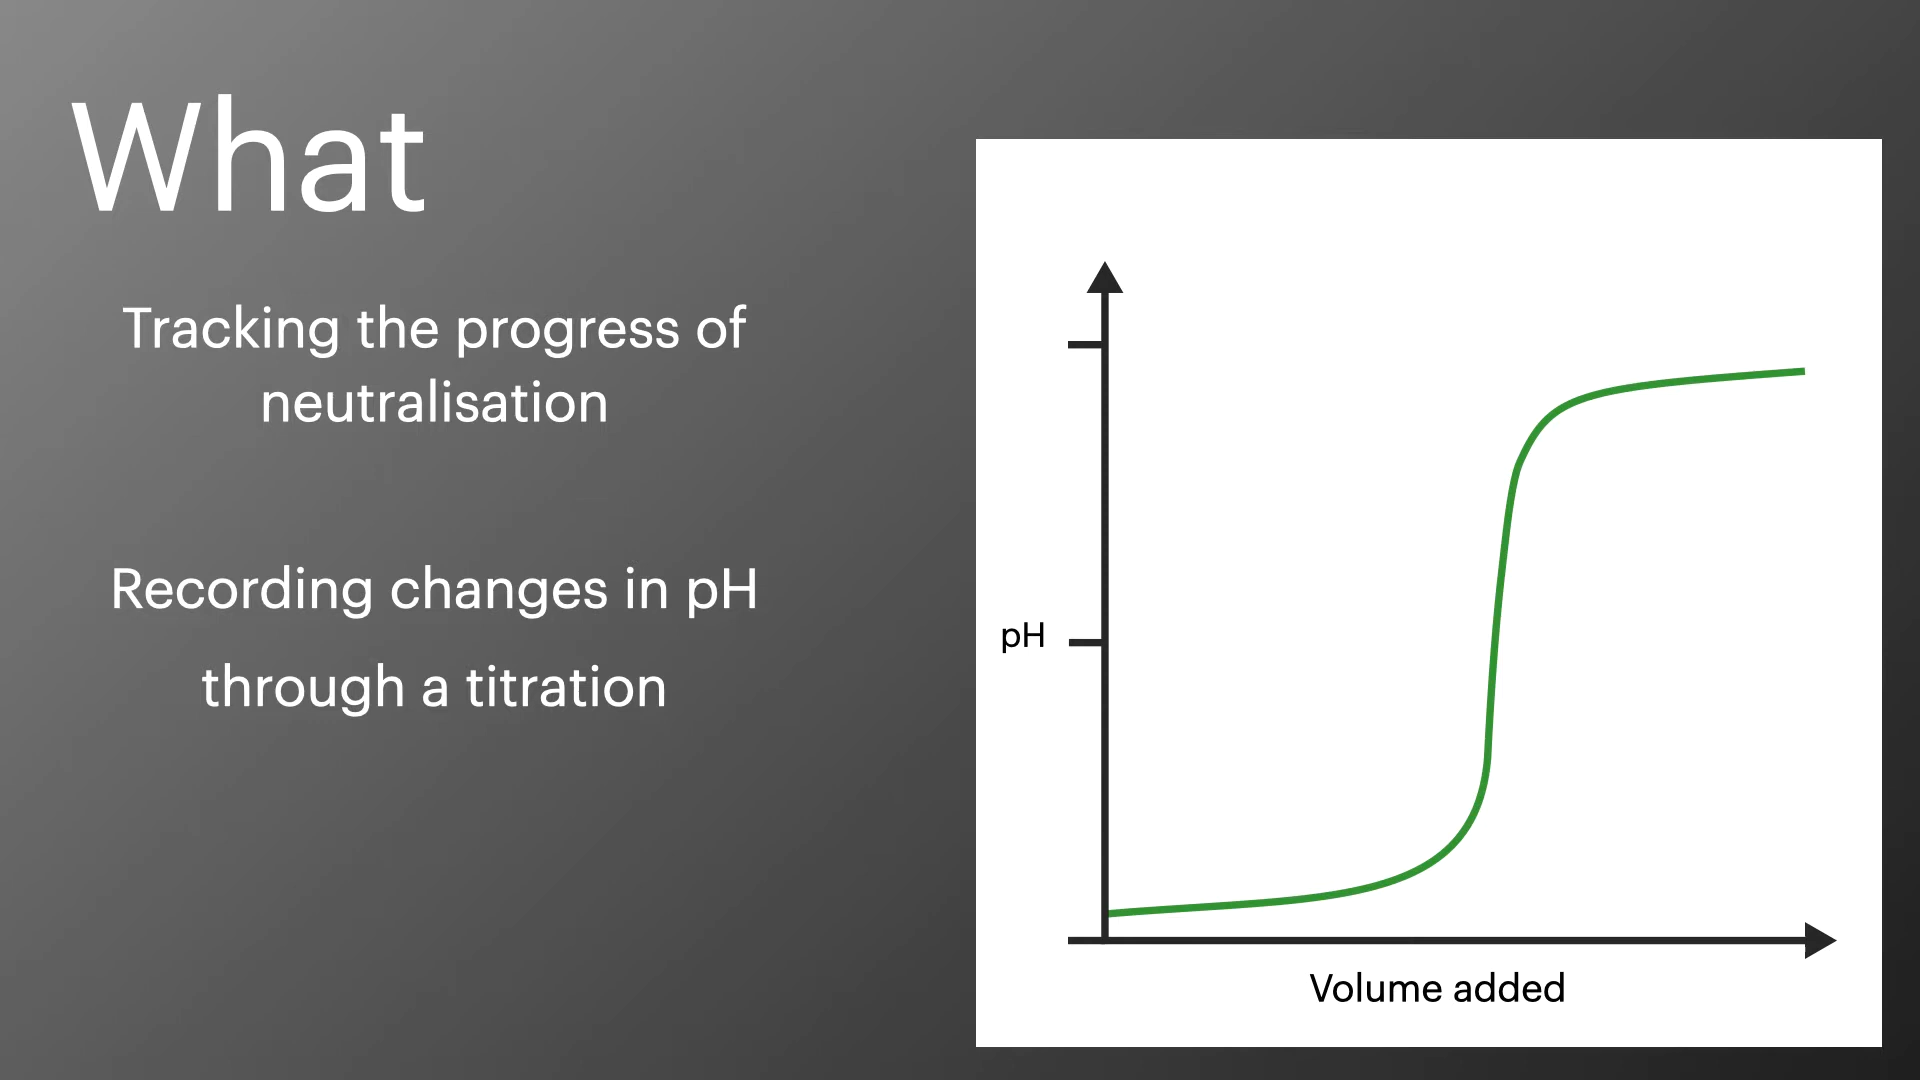 What
Tracking the progress of
neutralisation
Recording changes in pH
through a titration
pH
Volume added